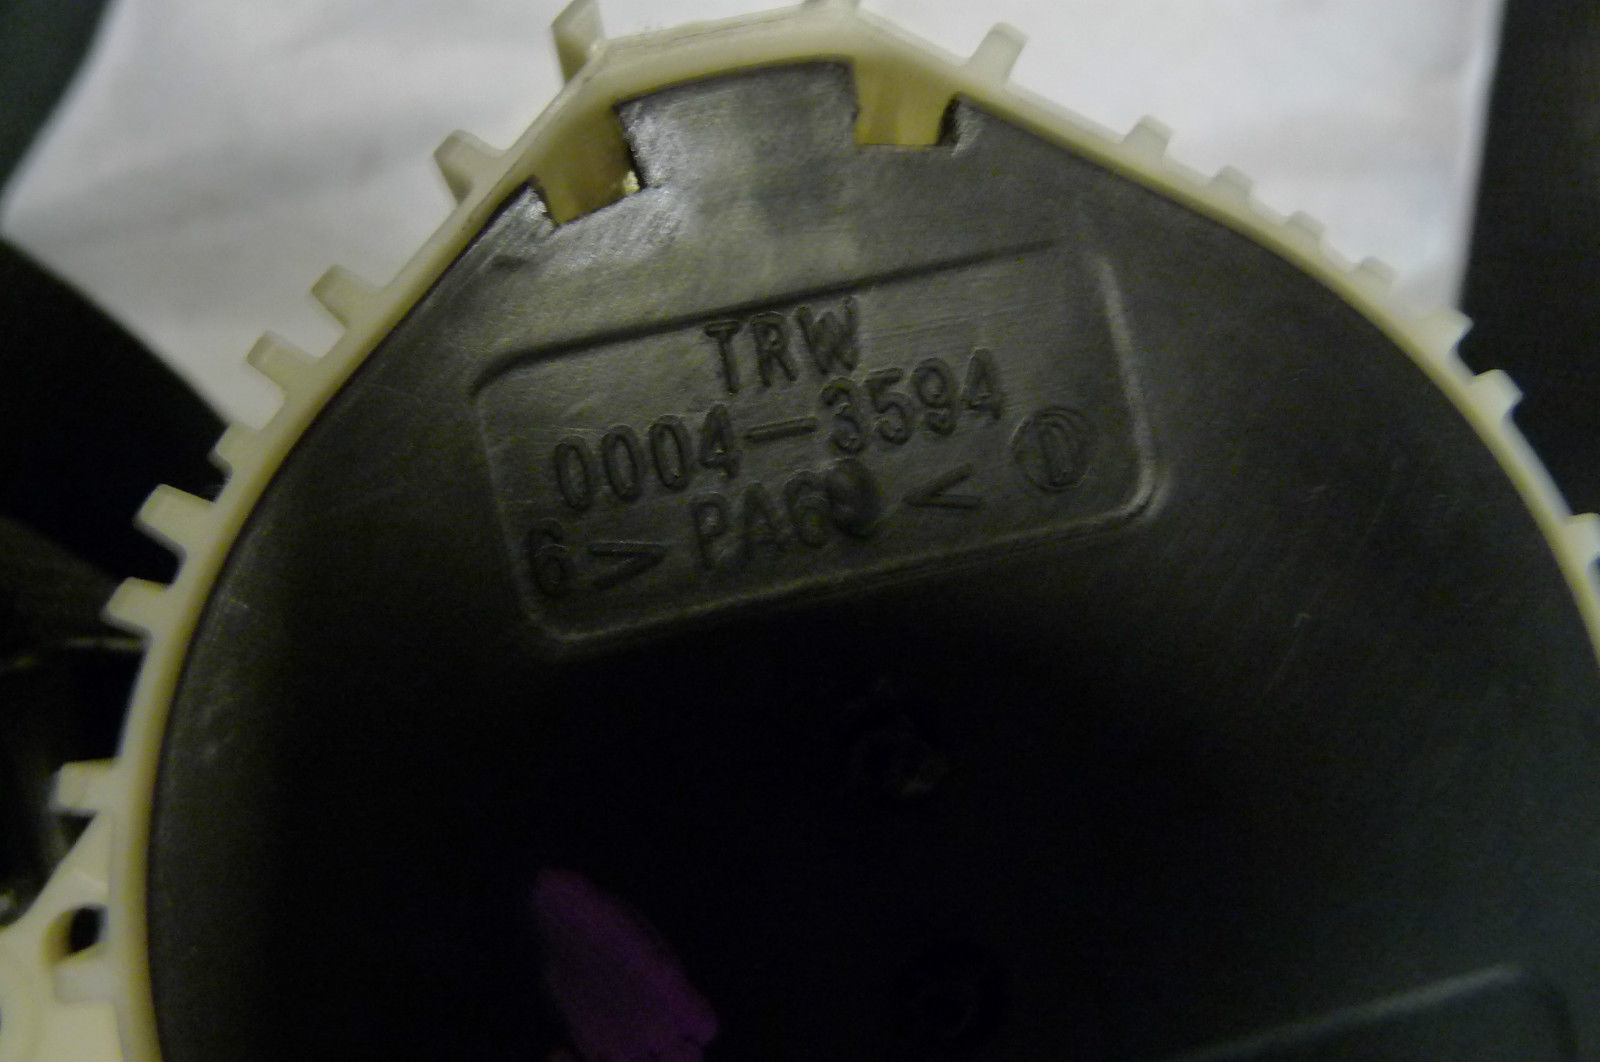 TRW
0004-3594 D
6 > PA6 <